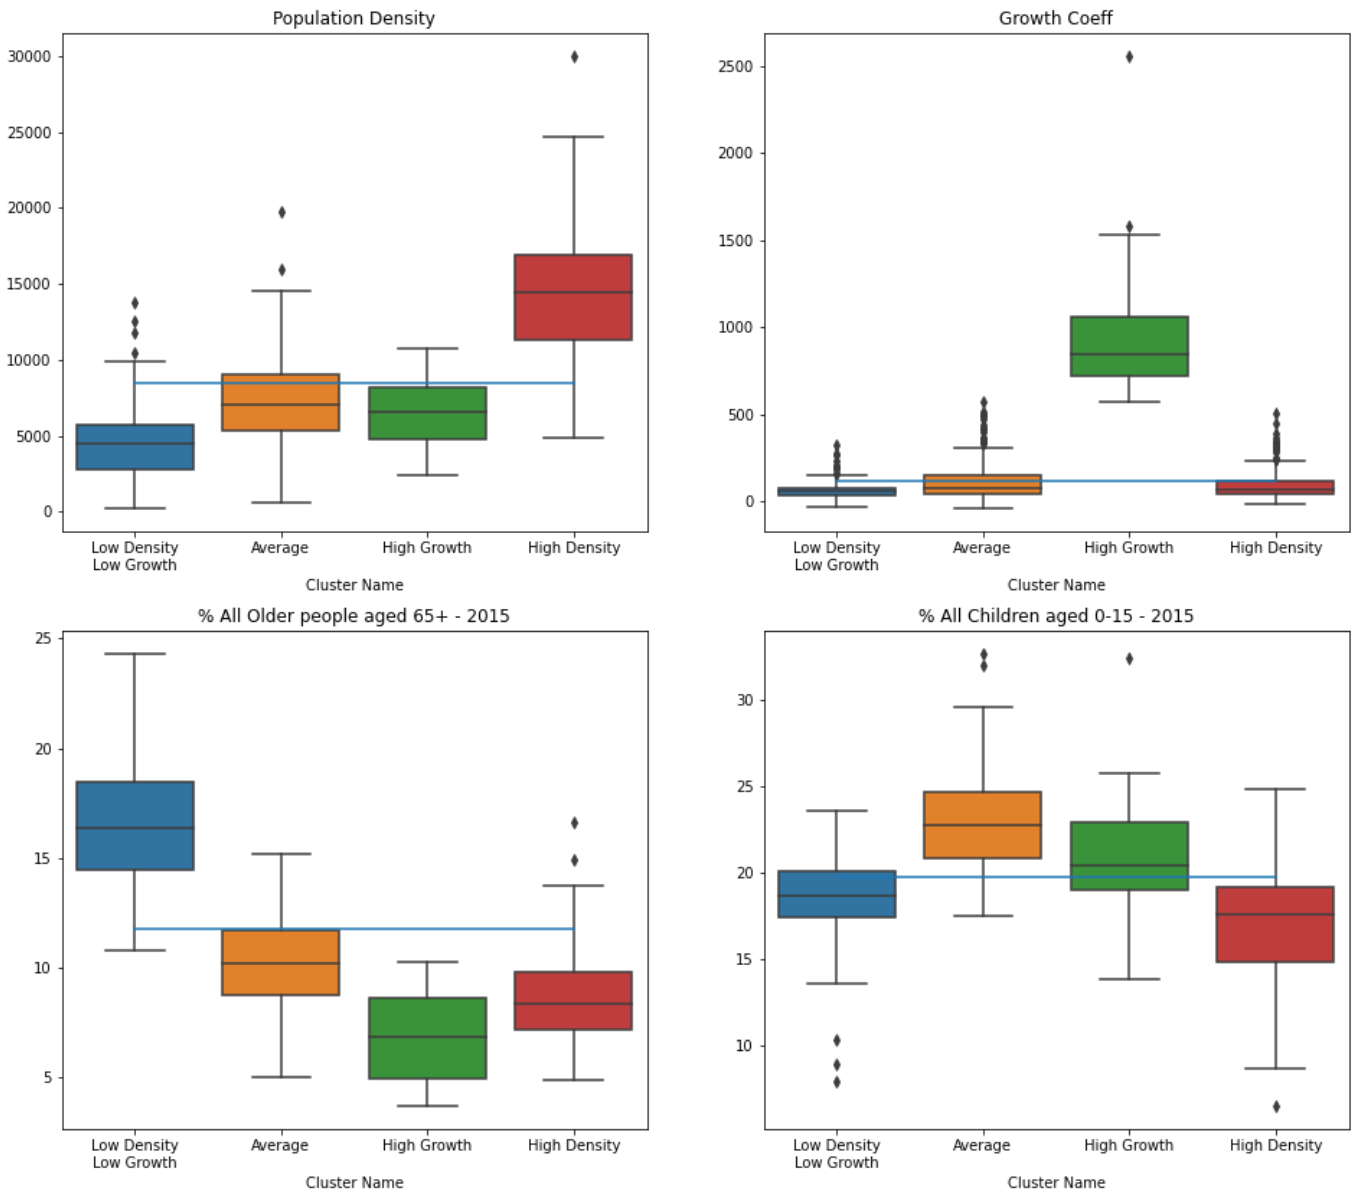 Population Density
30000
25000
20000
15000
10000
5000
0
Low Density
Low Growth
Average
High Growth
High Density
Cluster Name
Growth Coeff
2500
2000
1500
1000
500
0
Low Density
Low Growth
Average
High Growth
High Density
Cluster Name
% All Older people aged 65+ - 2015
25
20
15
10
5
Low Density
Low Growth
Average
High Growth
High Density
Cluster Name
% All Children aged 0-15 - 2015
30
25
20
15
10
Low Density
Low Growth
Average
High Growth
High Density
Cluster Name